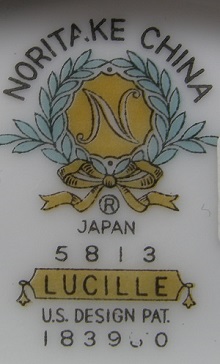 NORITAKE CHINA
N
®
JAPAN
5813
LUCILLE
U.S. DESIGN PAT.